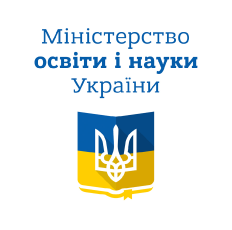 Міністерство
освіти і науки
України